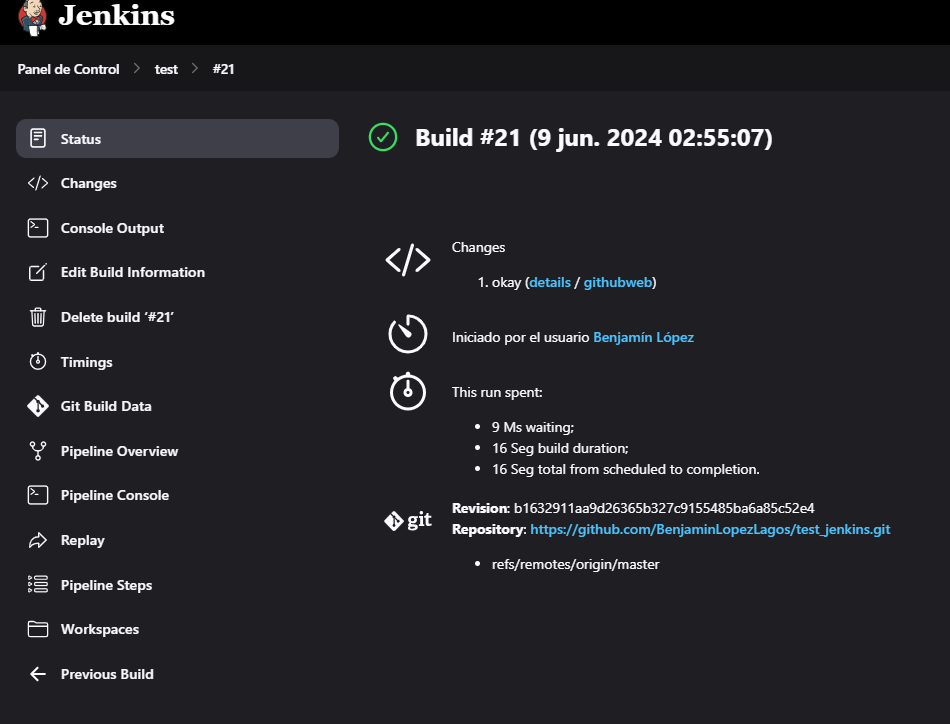 Jenkins
Panel de Control > test > #21
Status
Changes
Console Output
Edit Build Information
Delete build ‘#21’
Timings
Git Build Data
Pipeline Overview
Pipeline Console
Replay
Pipeline Steps
Workspaces
Previous Build
Build #21 (9 jun. 2024 02:55:07)
Changes
1. okay (details / githubweb)
Iniciado por el usuario Benjamín López
This run spent:
• 9 Ms waiting;
• 16 Seg build duration;
• 16 Seg total from scheduled to completion.
git
Revision: b1632911aa9d26365b327c9155485ba6a85c52e4
Repository: https://github.com/BenjaminLopezLagos/test_jenkins.git
• refs/remotes/origin/master